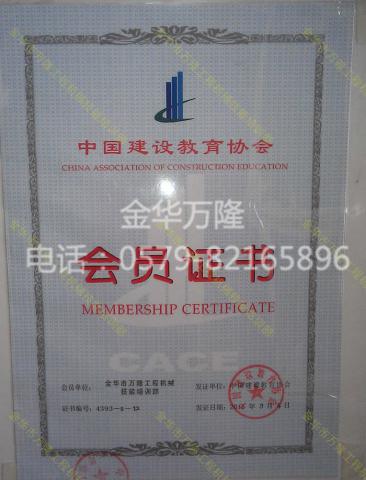 中国建设教育协会
CHINA ASSOCIATION OF CONSTRUCTION EDUCATION
金华万隆
电话:0579-82165896
会员证书
MEMBERSHIP CERTIFICATE
CACE
会员单位: 金华市万隆工程机械
技能培训部
发证单位: 中国建设教育协会
证书编号: 4393-g-13
发证日期: